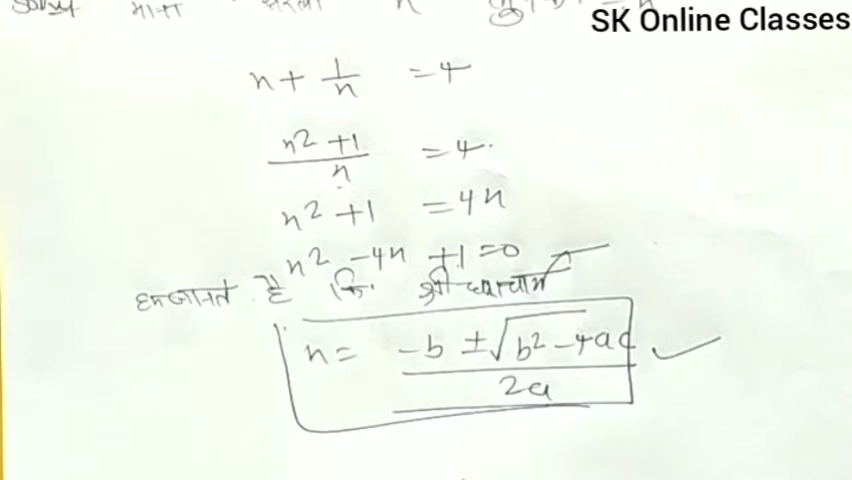 SK Online Classes
माना
n + 1/n = 4
n² + 1 / n = 4.
n² + 1 = 4n
n² - 4n + 1 = 0
हम जानते हैं कि.
n = -b ± √b² - 4ac / 2a